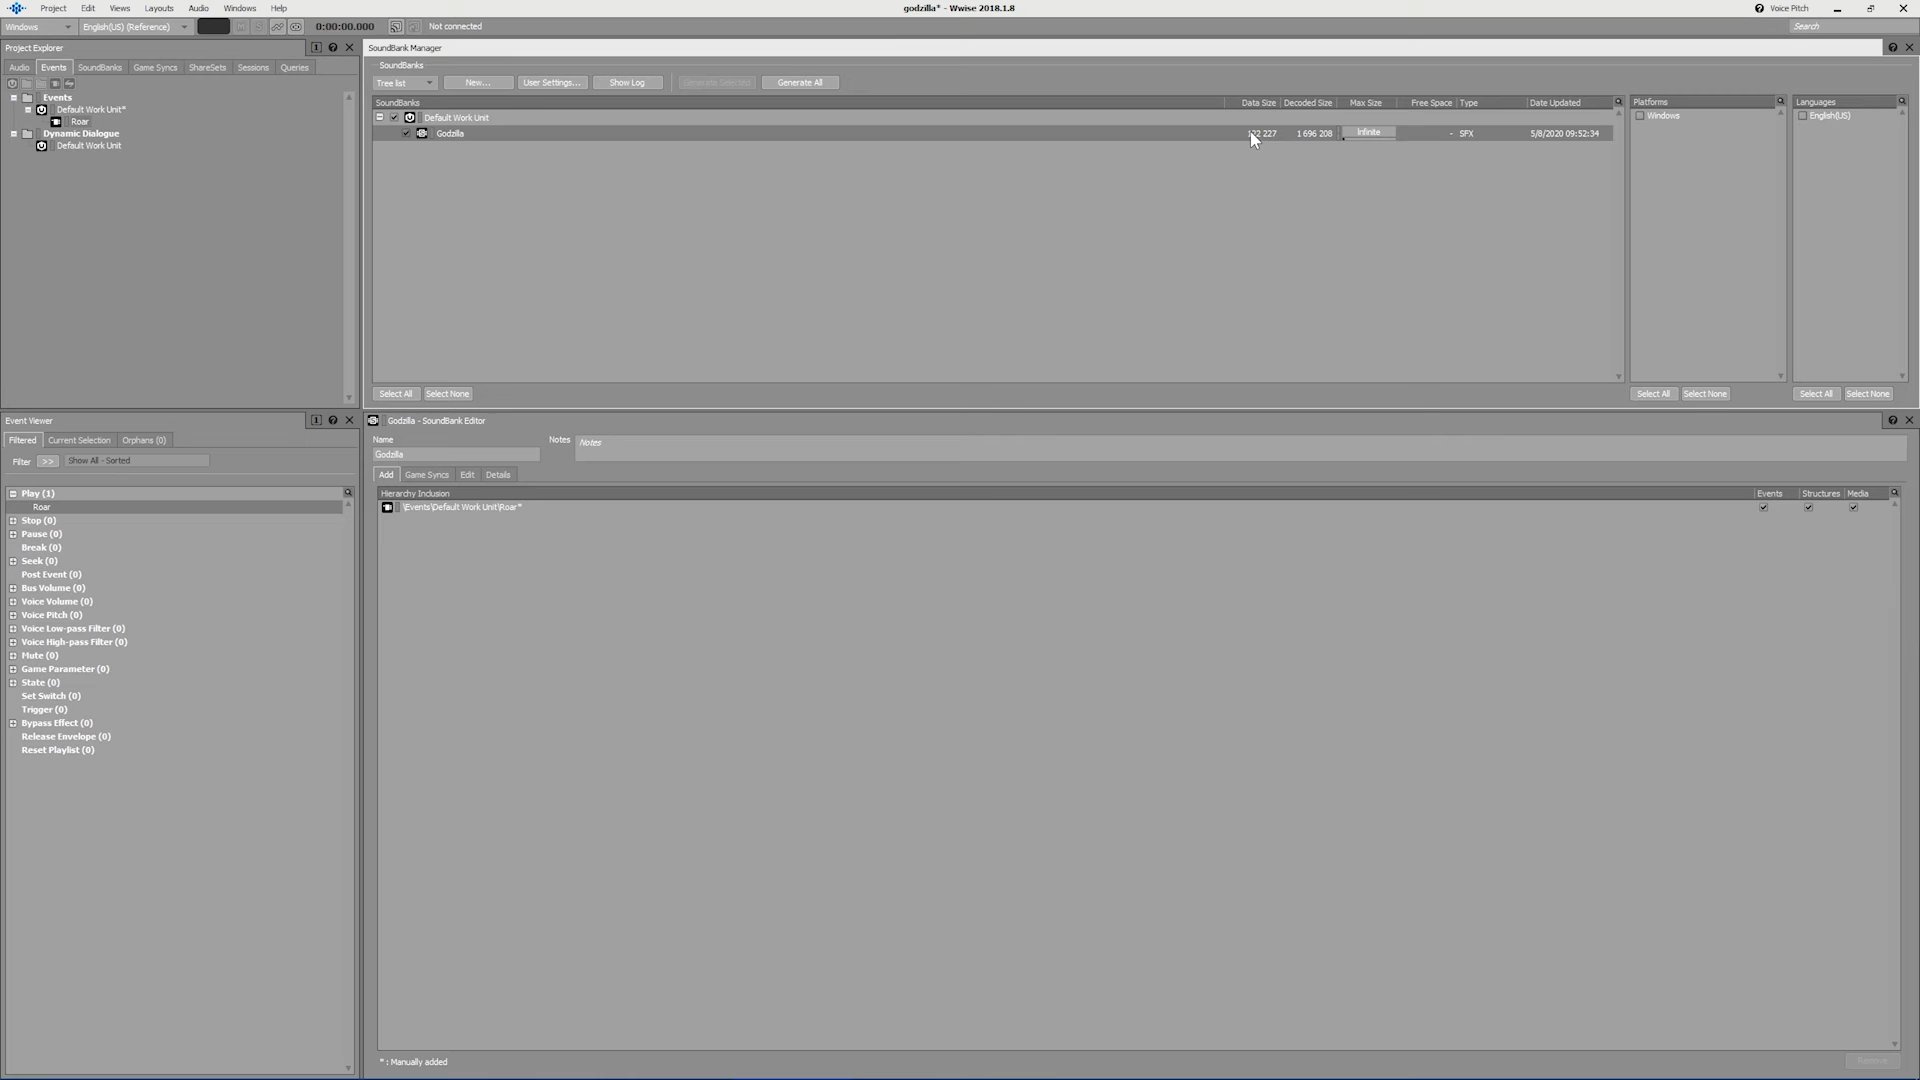 Project Edit Views Layouts Audio Windows Help godzilla* - Wwise 2018.1.8 Voice Pitch
Windows English(US) (Reference) M S 0:00:00.000 Not connected Search
Project Explorer 1 SoundBank Manager
Audio Events SoundBanks Game Syncs ShareSets Sessions Queries
Events
Default Work Unit*
Roar
Dynamic Dialogue
Default Work Unit
SoundBanks
Tree list New... User Settings... Show Log Generate Selected Generate All
SoundBanks Data Size Decoded Size Max Size Free Space Type Date Updated
Default Work Unit
Godzilla 227 1 696 208 Infinite - SFX 5/8/2020 09:52:34
Select All Select None
Platforms
Windows
Select All Select None
Languages
English(US)
Select All Select None
Event Viewer 1
Filtered Current Selection Orphans (0)
Filter >> Show All - Sorted
Play (1)
Roar
Stop (0)
Pause (0)
Break (0)
Seek (0)
Post Event (0)
Bus Volume (0)
Voice Volume (0)
Voice Pitch (0)
Voice Low-pass Filter (0)
Voice High-pass Filter (0)
Mute (0)
Game Parameter (0)
State (0)
Set Switch (0)
Trigger (0)
Bypass Effect (0)
Release Envelope (0)
Reset Playlist (0)
Godzilla - SoundBank Editor
Name Notes Notes
Godzilla
Add Game Syncs Edit Details
Hierarchy Inclusion Events Structures Media
\Events\Default Work Unit\Roar*
* : Manually added Remove